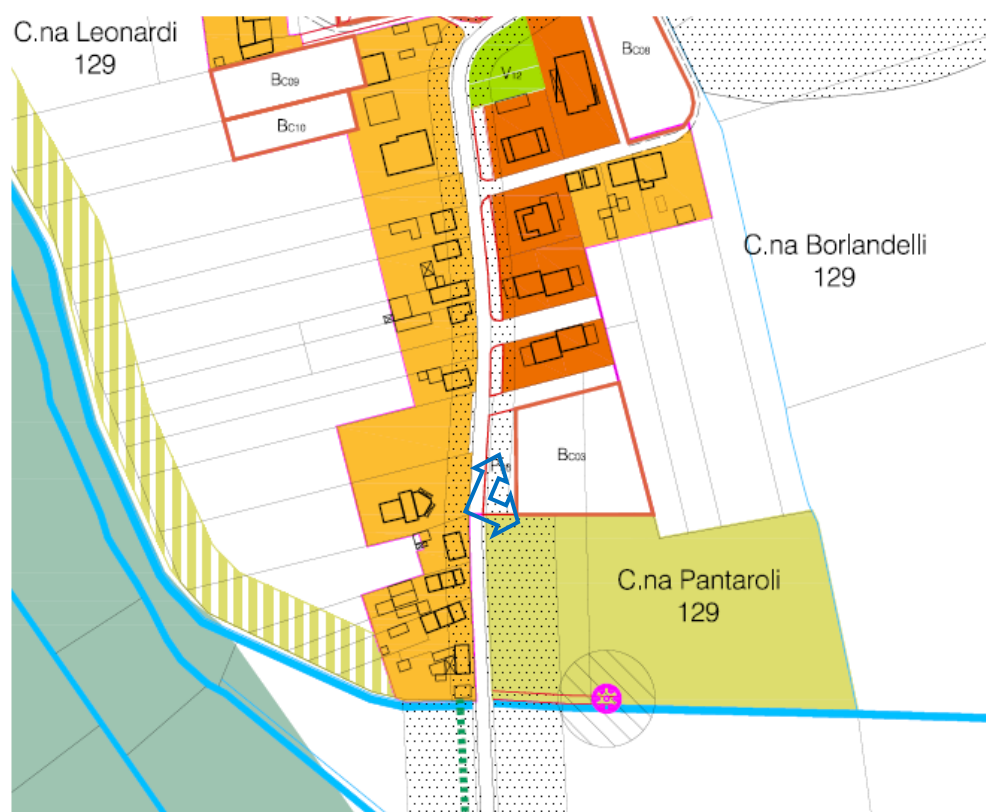 C.na Leonardi
129
BC08
BC09
V12
BC10
C.na Borlandelli
129
BC03
C.na Pantaroli
129